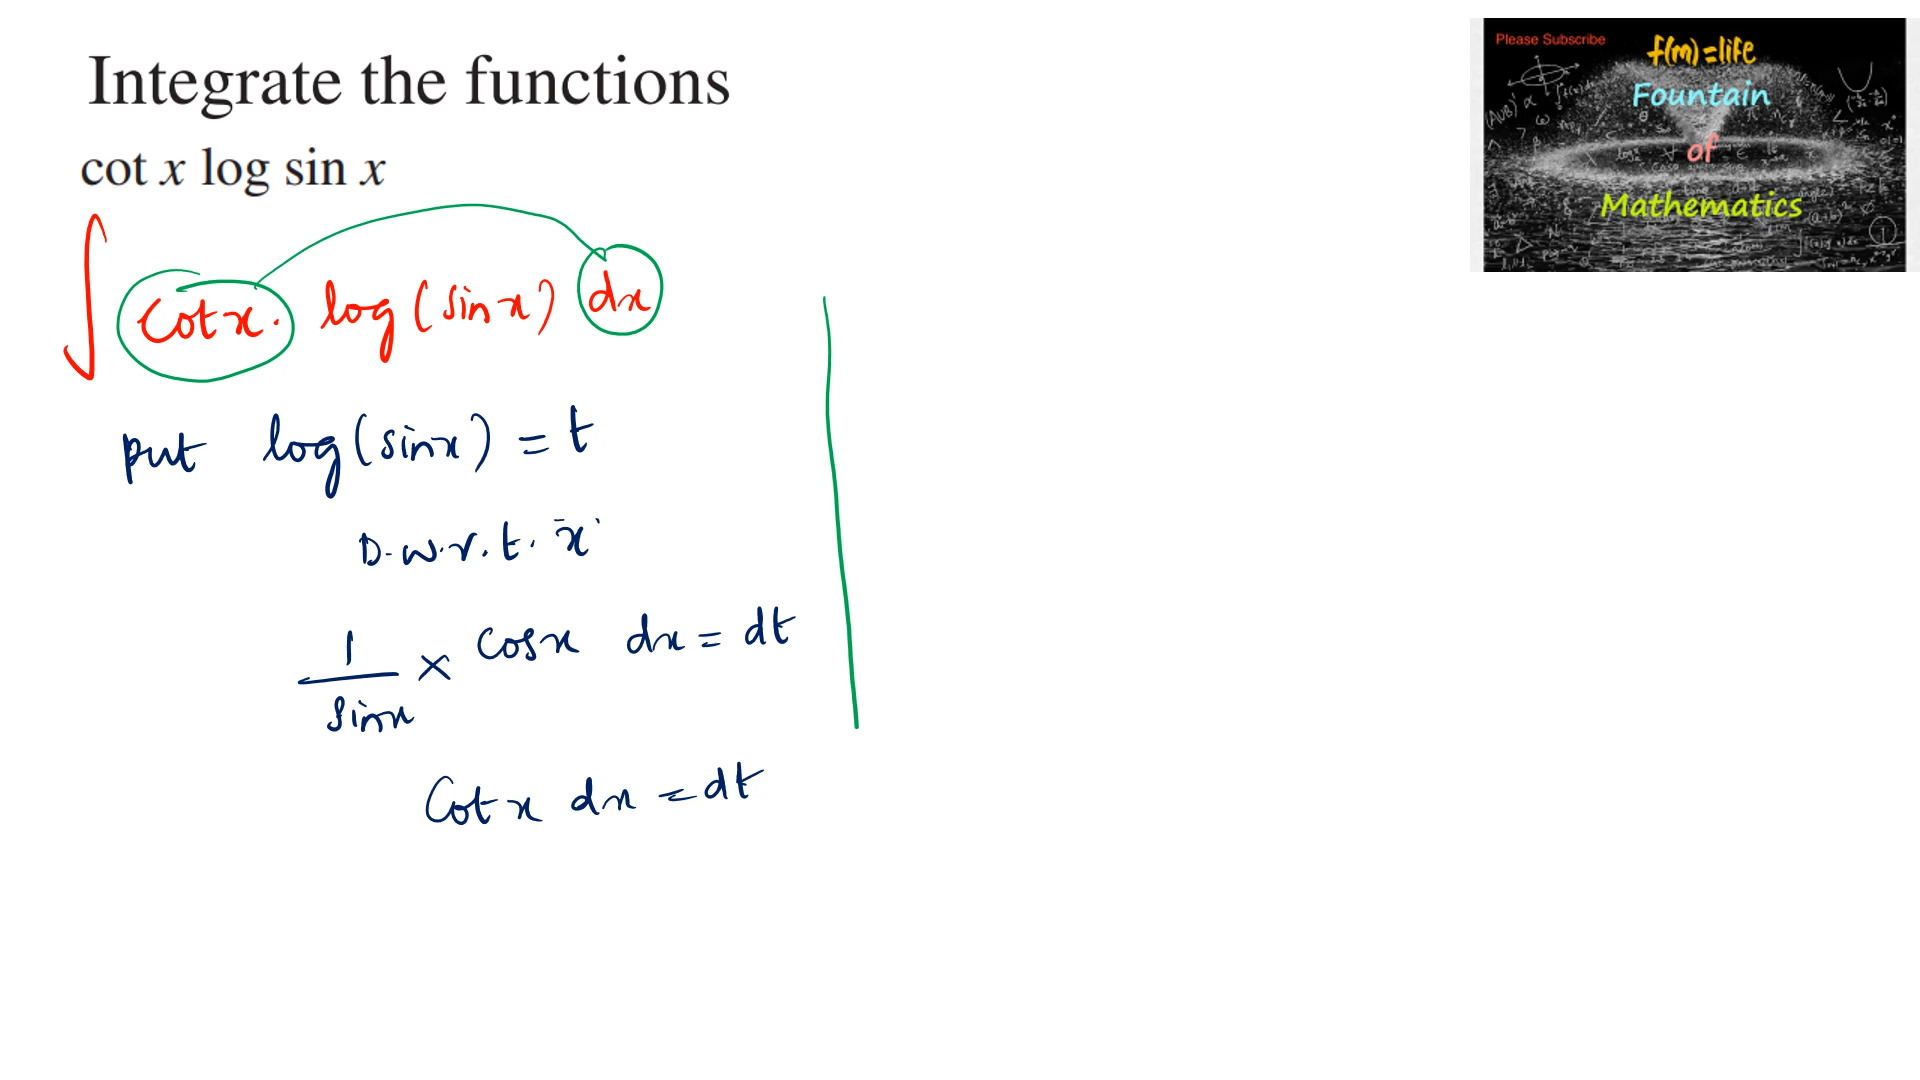 Integrate the functions
cot x log sin x
∫ Cotx. log(sinx) dx
put log(sinx) = t
D.w.r.t. 'x'
1/sinx × Cosx dx = dt
Cotx dx = dt
Please Subscribe
f(m)=life
Fountain
of
Mathematics